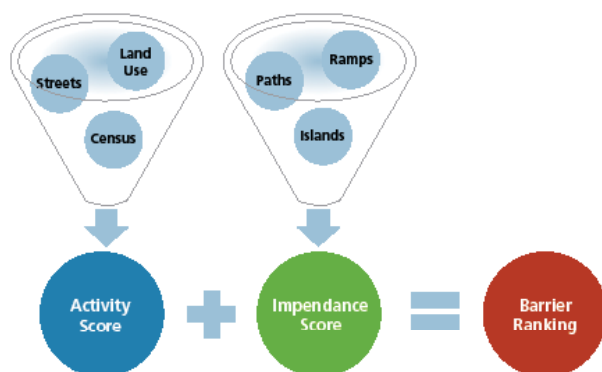 Streets
Land
Use
Census
Paths
Ramps
Islands
Activity
Score
Impendance
Score
Barrier
Ranking